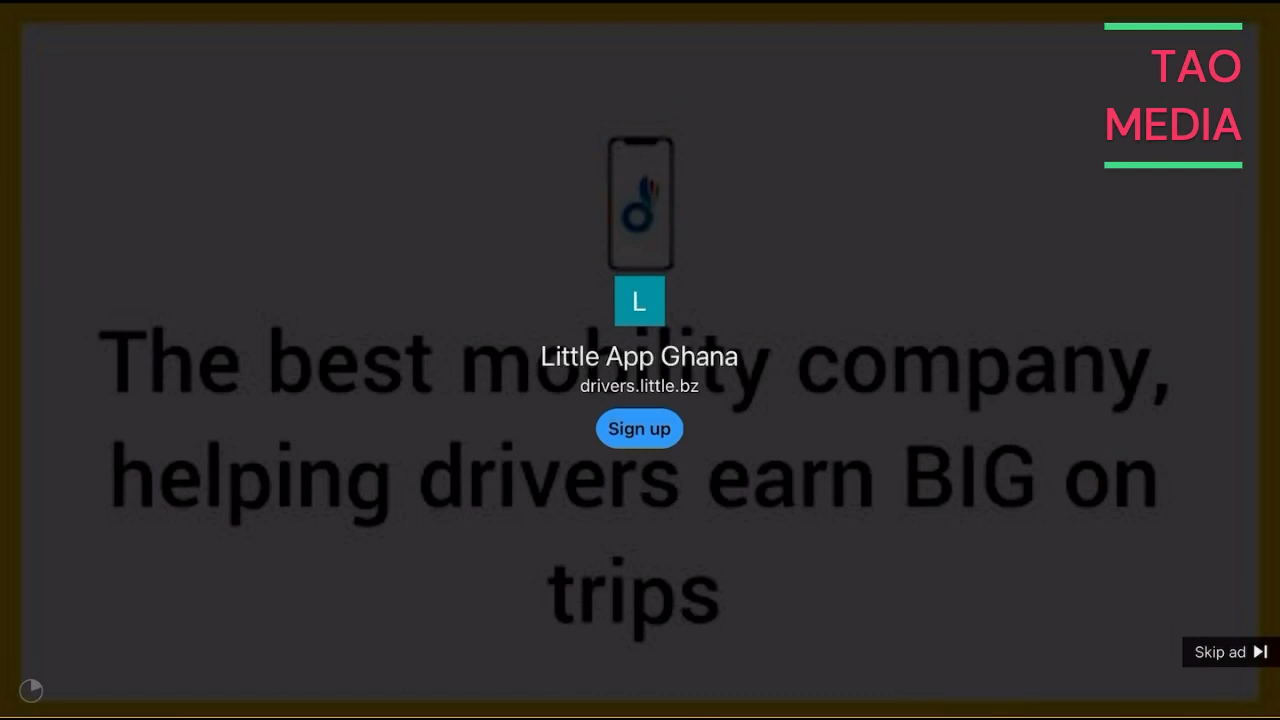 TAO
MEDIA
L
The best mobility company,
Little App Ghana
drivers.little.bz
Sign up
helping drivers earn BIG on
trips
Skip ad